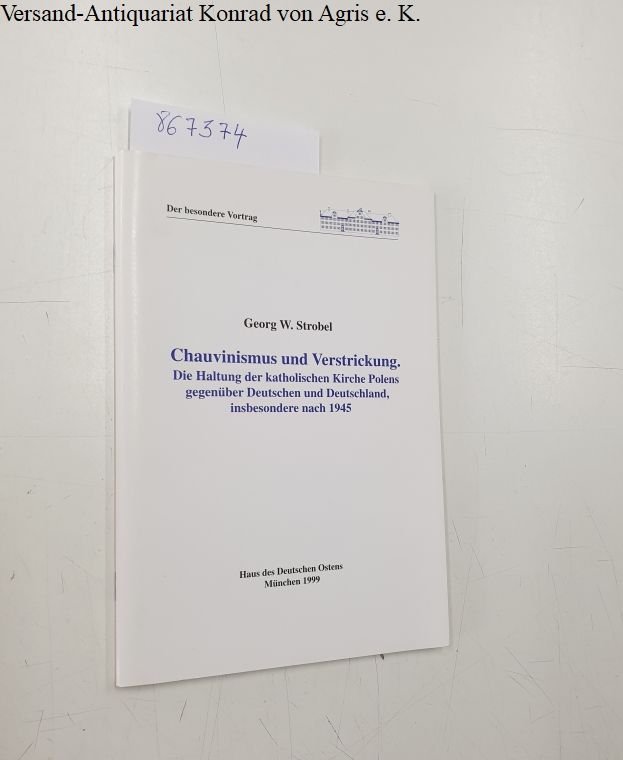 Versand-Antiquariat Konrad von Agris e. K.
867374
Der besondere Vortrag
Georg W. Strobel
Chauvinismus und Verstrickung.
Die Haltung der katholischen Kirche Polens
gegenüber Deutschen und Deutschland,
insbesondere nach 1945
Haus des Deutschen Ostens
München 1999